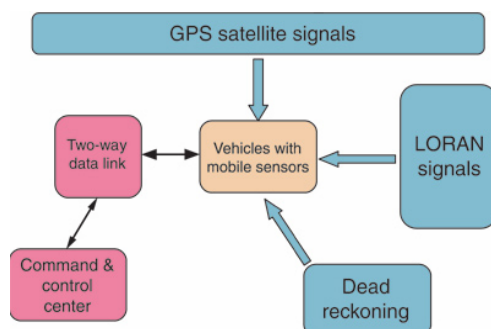 GPS satellite signals
Two-way
data link
Vehicles with
mobile sensors
LORAN
signals
Command &
control
center
Dead
reckoning